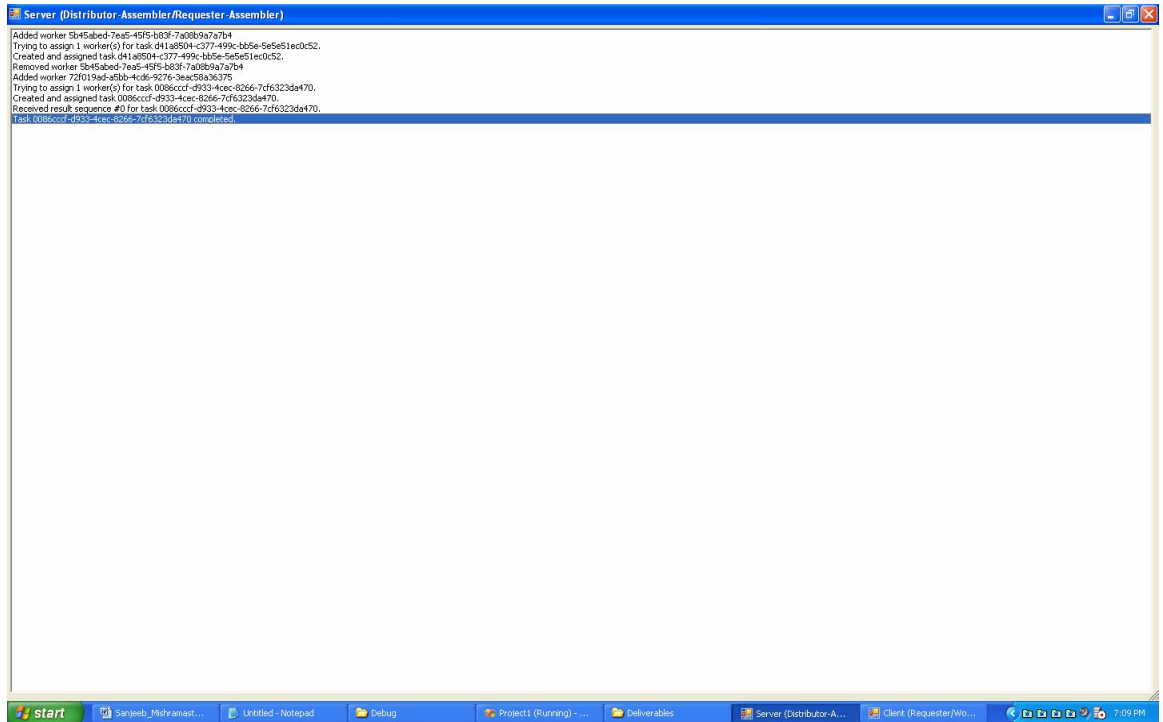 Server (Distributor-Assembler/Requester-Assembler)
Added worker 5b45abed-7ea5-45f5-b83f-7a08b9a7a7b4
Trying to assign 1 worker(s) for task d41a8504-c377-499c-bb5e-5e5e51ec0c52.
Created and assigned task d41a8504-c377-499c-bb5e-5e5e51ec0c52.
Removed worker 5b45abed-7ea5-45f5-b83f-7a08b9a7a7b4
Added worker 72f019ad-a5bb-4cd6-9276-3eac58a36375
Trying to assign 1 worker(s) for task 0086cccf-d933-4cec-8266-7cf6323da470.
Created and assigned task 0086cccf-d933-4cec-8266-7cf6323da470.
Received result sequence #0 for task 0086cccf-d933-4cec-8266-7cf6323da470.
Task 0086cccf-d933-4cec-8266-7cf6323da470 completed.
start Sanjeeb_Mishramast... Untitled - Notepad Debug Project1 (Running) - ... Deliverables Server (Distributor-A... Client (Requester/Wo... 7:09 PM